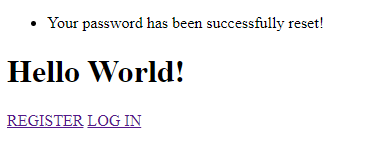 Your password has been successfully reset!
Hello World!
REGISTER LOG IN